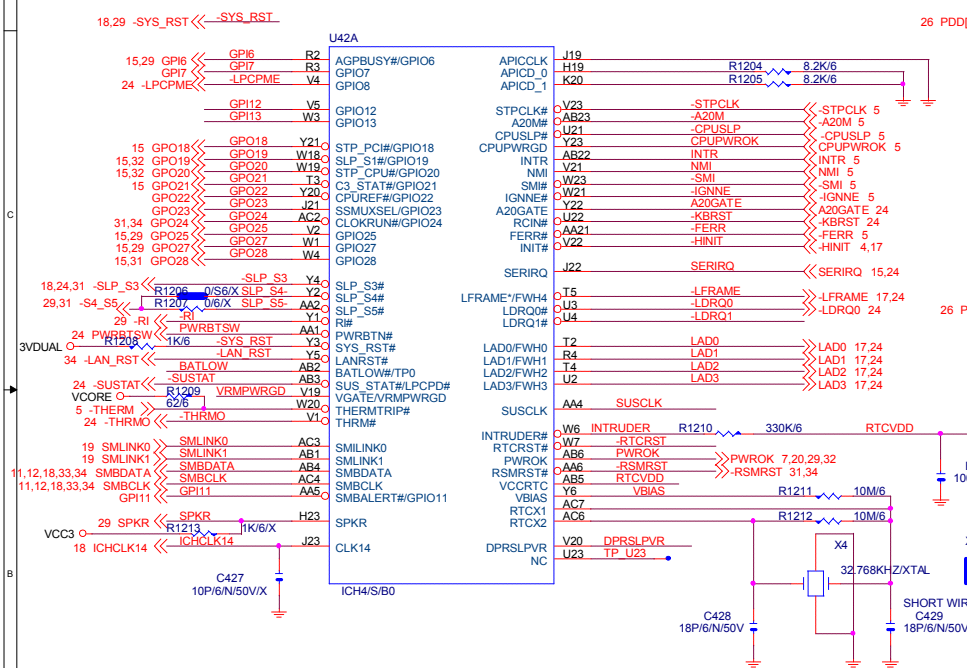 18,29 -SYS_RST -SYS_RST
26 PDD[
U42A
15,29 GPI6 GPI6 R2 AGPBUSY#/GPIO6
GPI7 GPI7 R3 GPIO7
24 -LPCPME -LPCPME V4 GPIO8
GPI12 V5 GPIO12
GPI13 W3 GPIO13
15 GPO18 GPO18 Y21 STP_PCI#/GPIO18
15,32 GPO19 GPO19 W18 SLP_S1#/GPIO19
15,32 GPO20 GPO20 W19 STP_CPU#/GPIO20
15 GPO21 GPO21 T3 C3_STAT#/GPIO21
GPO22 GPO22 Y20 CPUREF#/GPIO22
GPO23 GPO23 J21 SSMUXSEL/GPIO23
31,34 GPO24 GPO24 AC2 CLOKRUN#/GPIO24
15,29 GPO25 GPO25 V2 GPIO25
15,29 GPO27 GPO27 W1 GPIO27
15,31 GPO28 GPO28 W4 GPIO28
18,24,31 -SLP_S3 -SLP_S3 Y4 SLP_S3#
R1206 0/S6/X SLP_S4- Y2 SLP_S4#
29,31 -S4_S5 R1207 0/6/X SLP_S5- AA2 SLP_S5#
29 -RI -RI Y1 RI#
24 PWRBTSW PWRBTSW AA1 PWRBTN#
3VDUAL R1208 1K/6 -SYS_RST Y3 SYS_RST#
34 -LAN_RST -LAN_RST Y5 LANRST#
BATLOW AB2 BATLOW#/TP0
24 -SUSTAT -SUSTAT AB3 SUS_STAT#/LPCPD#
VCORE R1209 62/6 VRMPWRGD V19 VGATE/VRMPWRGD
5 -THERM W20 THERMTRIP#
24 -THRMO -THRMO V1 THRM#
19 SMLINK0 SMLINK0 AC3 SMILINK0
19 SMLINK1 SMLINK1 AB1 SMLINK1
11,12,18,33,34 SMBDATA SMBDATA AB4 SMBDATA
11,12,18,33,34 SMBCLK SMBCLK AC4 SMBCLK
GPI11 GPI11 AA5 SMBALERT#/GPIO11
29 SPKR SPKR H23 SPKR
VCC3 R1213 1K/6/X
18 ICHCLK14 ICHCLK14 J23 CLK14
C427
10P/6/N/50V/X
ICH4/S/B0
APICCLK J19
APICD_0 H19 R1204 8.2K/6
APICD_1 K20 R1205 8.2K/6
STPCLK# V23 -STPCLK -STPCLK 5
A20M# AB23 -A20M -A20M 5
CPUSLP# U21 -CPUSLP -CPUSLP 5
CPUPWRGD Y23 CPUPWROK CPUPWROK 5
INTR AB22 INTR INTR 5
NMI V21 NMI NMI 5
SMI# W23 -SMI -SMI 5
IGNNE# W21 -IGNNE -IGNNE 5
A20GATE Y22 A20GATE A20GATE 24
RCIN# U22 -KBRST -KBRST 24
FERR# AA21 -FERR -FERR 5
INIT# V22 -HINIT -HINIT 4,17
SERIRQ J22 SERIRQ SERIRQ 15,24
LFRAME*/FWH4 T5 -LFRAME -LFRAME 17,24
LDRQ0# U3 -LDRQ0 -LDRQ0 24
LDRQ1# U4 -LDRQ1
26 P
LAD0/FWH0 T2 LAD0 LAD0 17,24
LAD1/FWH1 R4 LAD1 LAD1 17,24
LAD2/FWH2 T4 LAD2 LAD2 17,24
LAD3/FWH3 U2 LAD3 LAD3 17,24
SUSCLK AA4 SUSCLK
INTRUDER# W6 INTRUDER R1210 330K/6 RTCVDD
RTCRST# W7 -RTCRST
PWROK AB6 PWROK PWROK 7,20,29,32
RSMRST# AA6 -RSMRST -RSMRST 31,34
VCCRTC AB5 RTCVDD
VBIAS Y6 VBIAS R1211 10M/6
RTCX1 AC7
RTCX2 AC6 R1212 10M/6
DPRSLPVR V20 DPRSLPVR
NC U23 TP_U23
X4
32.768KHZ/XTAL
C428
18P/6/N/50V
SHORT WIR
C429
18P/6/N/50V
C
B